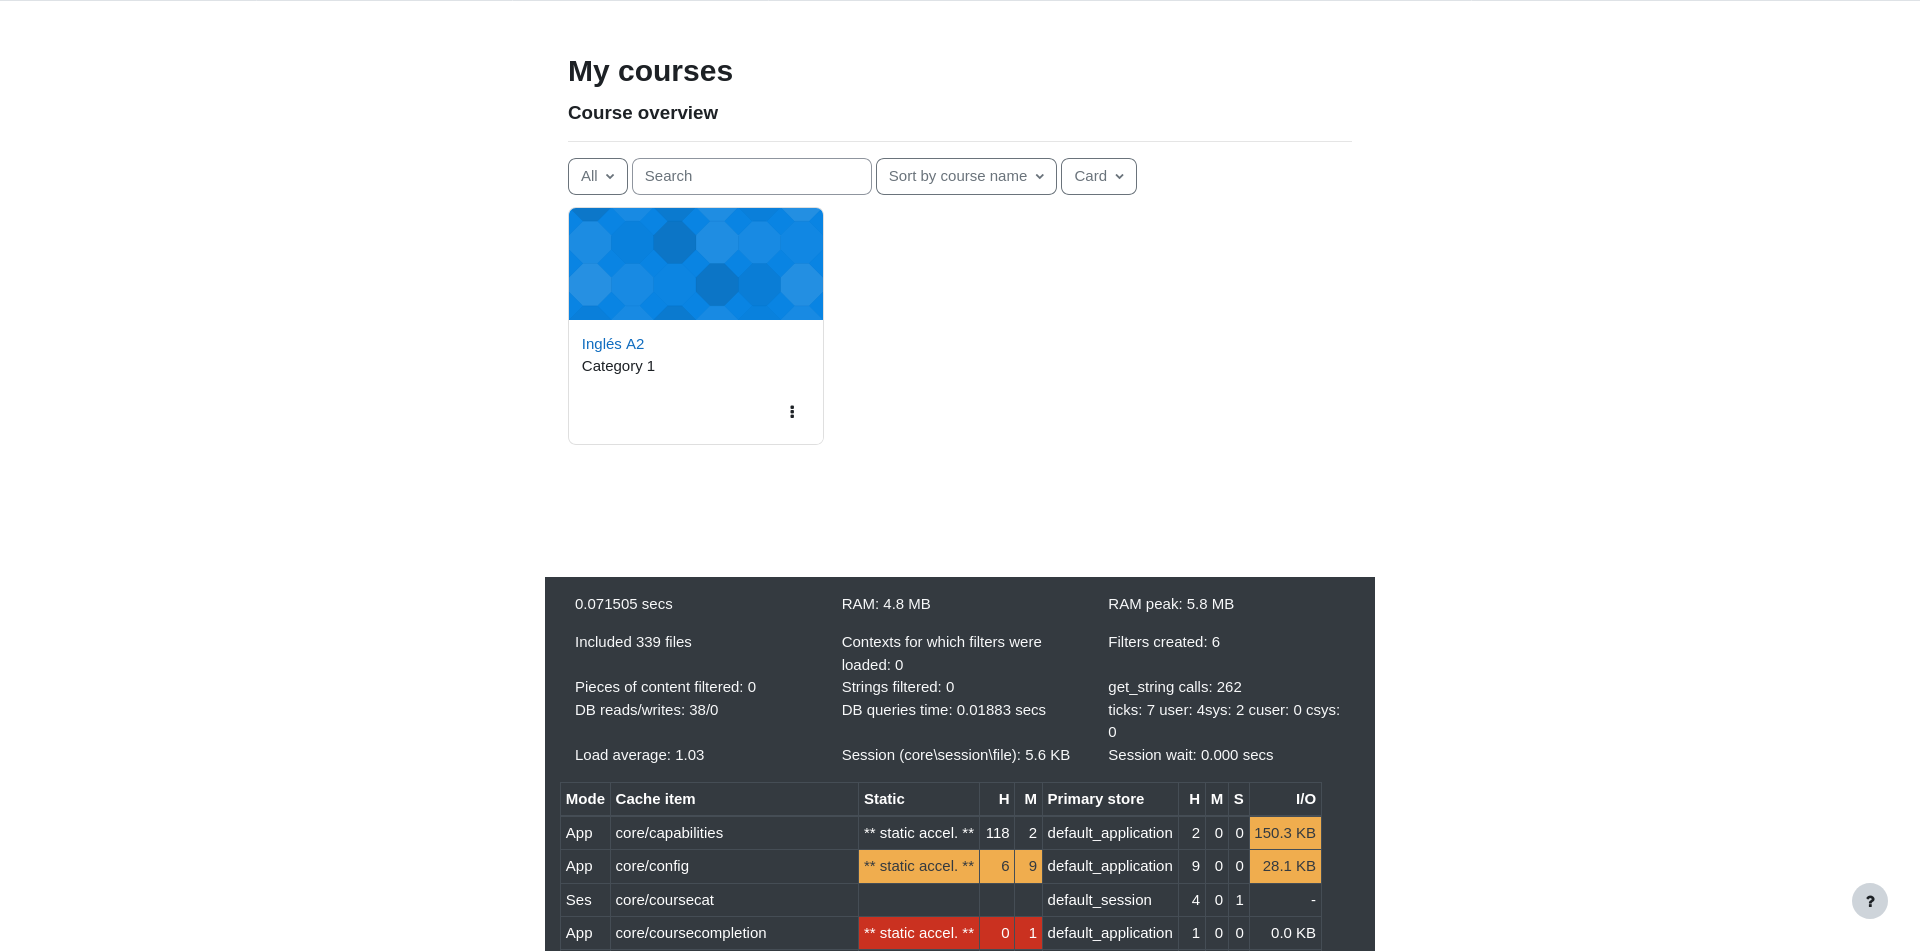 My courses
Course overview
All
Search
Sort by course name
Card
Inglés A2
Category 1
0.071505 secs
RAM: 4.8 MB
RAM peak: 5.8 MB
Included 339 files
Contexts for which filters were
loaded: 0
Filters created: 6
Pieces of content filtered: 0
Strings filtered: 0
get_string calls: 262
DB reads/writes: 38/0
DB queries time: 0.01883 secs
ticks: 7 user: 4sys: 2 cuser: 0 csys:
0
Load average: 1.03
Session (core\session\file): 5.6 KB
Session wait: 0.000 secs
Mode Cache item Static H M Primary store H M S I/O
App core/capabilities ** static accel. ** 118 2 default_application 2 0 0 150.3 KB
App core/config ** static accel. ** 6 9 default_application 9 0 0 28.1 KB
Ses core/coursecat default_session 4 0 1 -
App core/coursecompletion ** static accel. ** 0 1 default_application 1 0 0 0.0 KB
?